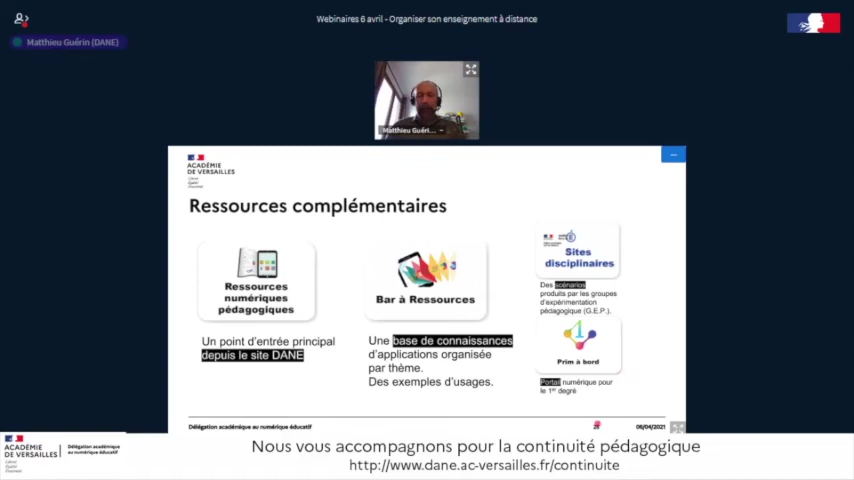 Webinaires 6 avril - Organiser son enseignement à distance
Matthieu Guérin (DANE)
Matthieu Guéri...
ACADÉMIE
DE VERSAILLES
Ressources complémentaires
Ressources
numériques
pédagogiques
Un point d'entrée principal
depuis le site DANE
Bar à Ressources
Une base de connaissances
d'applications organisée
par thème.
Des exemples d'usages.
Sites
disciplinaires
Des scénarios
produits par les groupes
d'expérimentation
pédagogique (G.E.P.).
Prim à bord
Portail numérique pour
le 1er degré
Délégation académique au numérique éducatif
06/04/2021
ACADÉMIE
DE VERSAILLES
Délégation académique
au numérique éducatif
Nous vous accompagnons pour la continuité pédagogique
http://www.dane.ac-versailles.fr/continuite